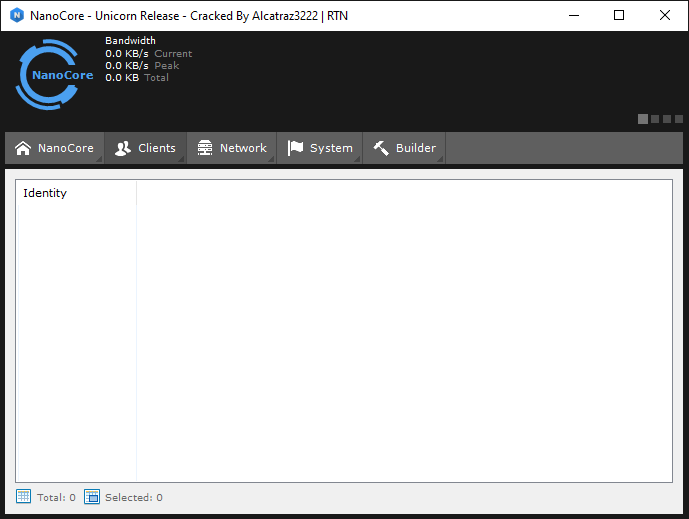 NanoCore - Unicorn Release - Cracked By Alcatraz3222 | RTN
NanoCore
Bandwidth
0.0 KB/s Current
0.0 KB/s Peak
0.0 KB Total
NanoCore Clients Network System Builder
Identity
Total: 0 Selected: 0